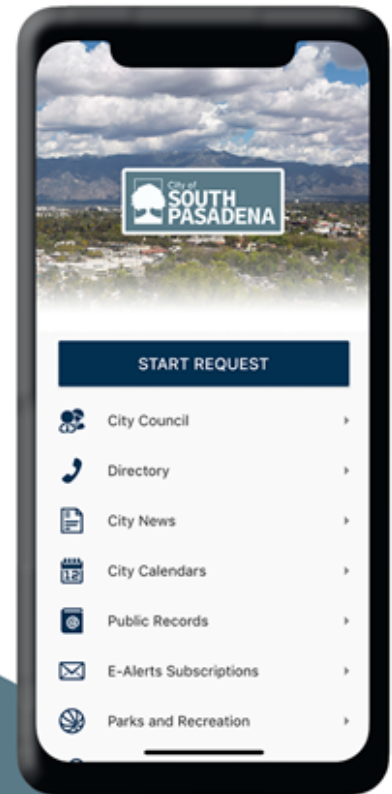 City of
SOUTH
PASADENA
START REQUEST
City Council
Directory
City News
12
City Calendars
@
Public Records
E-Alerts Subscriptions
Parks and Recreation